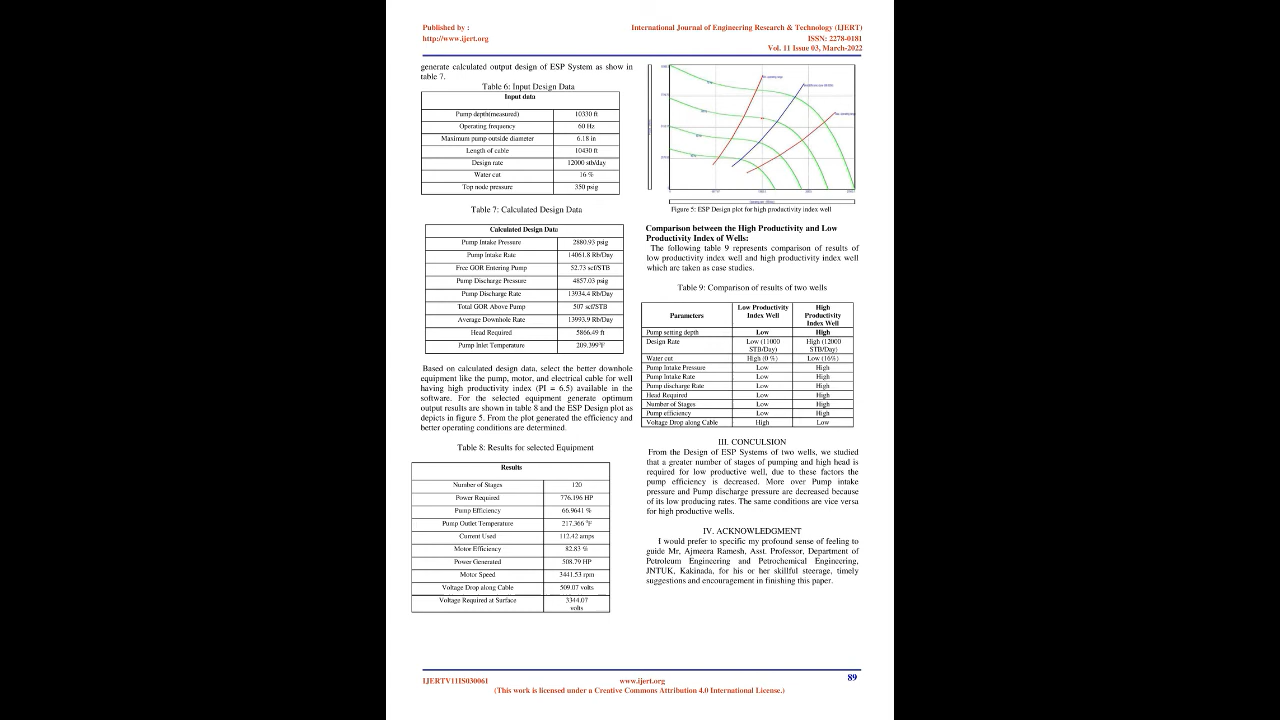 Published by :
http://www.ijert.org
International Journal of Engineering Research & Technology (IJERT)
ISSN: 2278-0181
Vol. 11 Issue 03, March-2022
generate calculated output design of ESP System as show in
table 7.
Table 6: Input Design Data
Input data
Pump depth(measured) 10330 ft
Operating frequency 60 Hz
Maximum pump outside diameter 6.18 in
Length of cable 10430 ft
Design rate 12000 stb/day
Water cut 16 %
Top node pressure 350 psig
Table 7: Calculated Design Data
Calculated Design Data
Pump Intake Pressure 2880.93 psig
Pump Intake Rate 14061.8 Rb/Day
Free GOR Entering Pump 52.73 scf/STB
Pump Discharge Pressure 4857.03 psig
Pump Discharge Rate 13934.4 Rb/Day
Total GOR Above Pump 507 scf/STB
Average Downhole Rate 13993.9 Rb/Day
Head Required 5866.49 ft
Pump Inlet Temperature 209.399⁰F
Based on calculated design data, select the better downhole
equipment like the pump, motor, and electrical cable for well
having high productivity index (PI = 6.5) available in the
software. For the selected equipment generate optimum
output results are shown in table 8 and the ESP Design plot as
depicts in figure 5. From the plot generated the efficiency and
better operating conditions are determined.
Table 8: Results for selected Equipment
Results
Number of Stages 120
Power Required 776.196 HP
Pump Efficiency 66.9641 %
Pump Outlet Temperature 217.366 ⁰F
Current Used 112.42 amps
Motor Efficiency 82.83 %
Power Generated 508.79 HP
Motor Speed 3441.53 rpm
Voltage Drop along Cable 509.07 volts
Voltage Required at Surface 3344.07
volts
Figure 5: ESP Design plot for high productivity index well
Comparison between the High Productivity and Low
Productivity Index of Wells:
The following table 9 represents comparison of results of
low productivity index well and high productivity index well
which are taken as case studies.
Table 9: Comparison of results of two wells
Parameters Low Productivity Index Well High Productivity Index Well
Pump setting depth Low High
Design Rate Low (11000 STB/Day) High (12000 STB/Day)
Water cut High (0 %) Low (16%)
Pump Intake Pressure Low High
Pump Intake Rate Low High
Pump discharge Rate Low High
Head Required Low High
Number of Stages Low High
Pump efficiency Low High
Voltage Drop along Cable High Low
III. CONCULSION
From the Design of ESP Systems of two wells, we studied
that a greater number of stages of pumping and high head is
required for low productive well, due to these factors the
pump efficiency is decreased. More over Pump intake
pressure and Pump discharge pressure are decreased because
of its low producing rates. The same conditions are vice versa
for high productive wells.
IV. ACKNOWLEDGMENT
I would prefer to specific my profound sense of feeling to
guide Mr, Ajmeera Ramesh, Asst. Professor, Department of
Petroleum Engineering and Petrochemical Engineering,
JNTUK, Kakinada, for his or her skillful steerage, timely
suggestions and encouragement in finishing this paper.
IJERTV11IS030061
www.ijert.org
(This work is licensed under a Creative Commons Attribution 4.0 International License.)
89